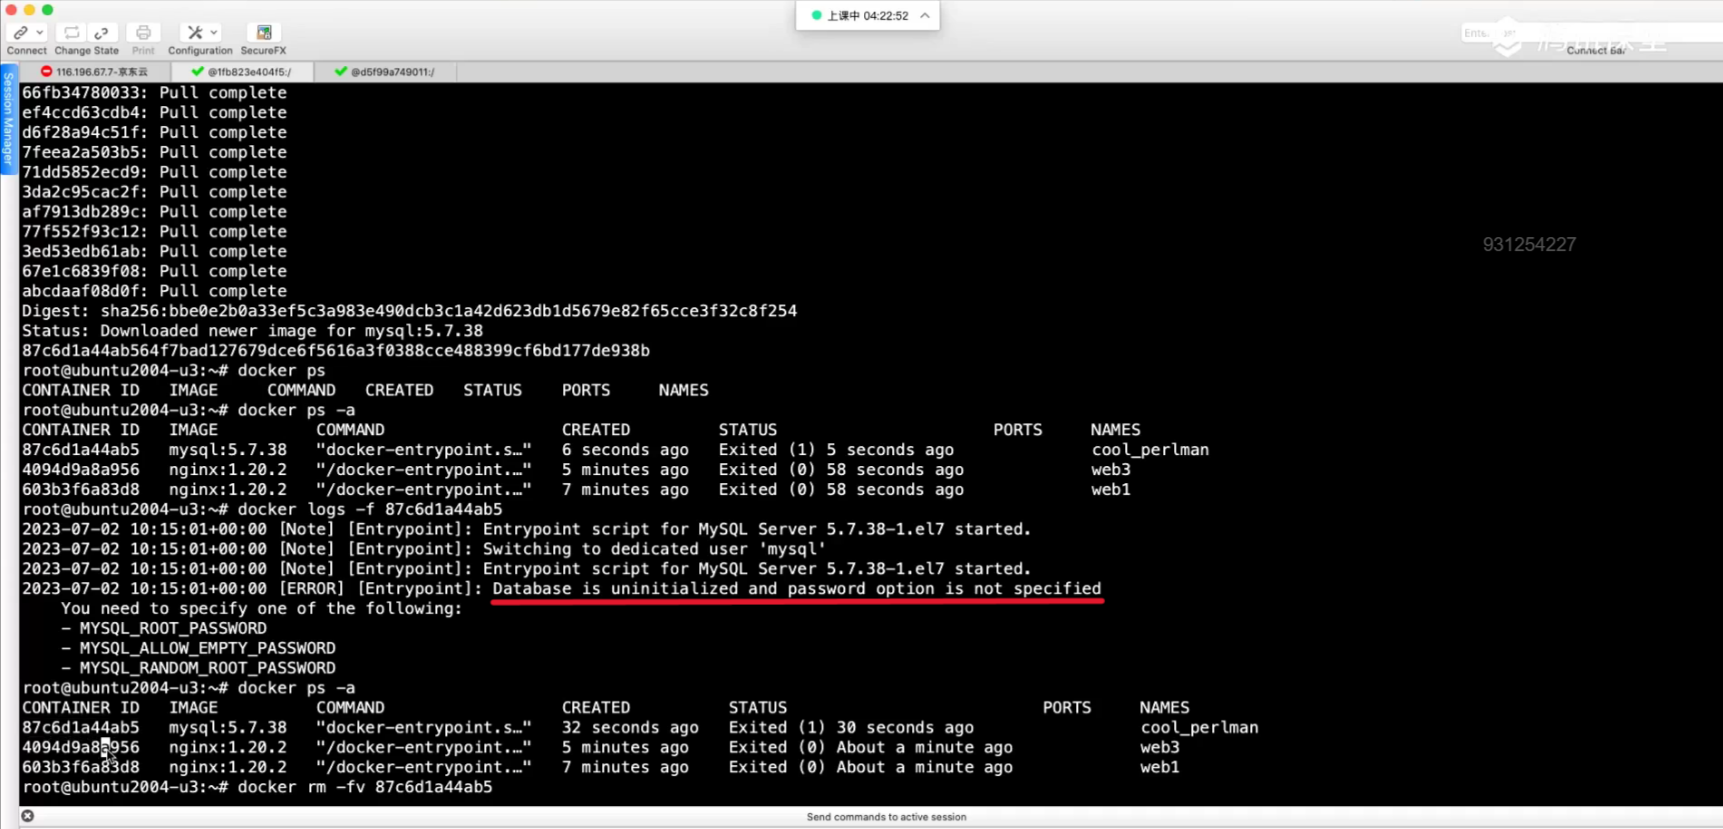 上课中 04:22:52
Connect Change State Print Configuration SecureFX
Connect Bar
116.196.67.7-京东云 @1fb823e404f5:/ @d5f99a749011:/
Session Manager
66fb34780033: Pull complete
ef4ccd63cdb4: Pull complete
d6f28a94c51f: Pull complete
7feea2a503b5: Pull complete
71dd5852ecd9: Pull complete
3da2c95cac2f: Pull complete
af7913db289c: Pull complete
77f552f93c12: Pull complete
3ed53edb61ab: Pull complete
67e1c6839f08: Pull complete
abcdaaf08d0f: Pull complete
931254227
Digest: sha256:bbe0e2b0a33ef5c3a983e490dcb3c1a42d623db1d5679e82f65cce3f32c8f254
Status: Downloaded newer image for mysql:5.7.38
87c6d1a44ab564f7bad127679dce6f5616a3f0388cce488399cf6bd177de938b
root@ubuntu2004-u3:~# docker ps
CONTAINER ID   IMAGE     COMMAND   CREATED   STATUS    PORTS     NAMES
root@ubuntu2004-u3:~# docker ps -a
CONTAINER ID   IMAGE          COMMAND                  CREATED         STATUS                      PORTS     NAMES
87c6d1a44ab5   mysql:5.7.38   "docker-entrypoint.s…"   6 seconds ago   Exited (1) 5 seconds ago              cool_perlman
4094d9a8a956   nginx:1.20.2   "/docker-entrypoint.…"   5 minutes ago   Exited (0) 58 seconds ago             web3
603b3f6a83d8   nginx:1.20.2   "/docker-entrypoint.…"   7 minutes ago   Exited (0) 58 seconds ago             web1
root@ubuntu2004-u3:~# docker logs -f 87c6d1a44ab5
2023-07-02 10:15:01+00:00 [Note] [Entrypoint]: Entrypoint script for MySQL Server 5.7.38-1.el7 started.
2023-07-02 10:15:01+00:00 [Note] [Entrypoint]: Switching to dedicated user 'mysql'
2023-07-02 10:15:01+00:00 [Note] [Entrypoint]: Entrypoint script for MySQL Server 5.7.38-1.el7 started.
2023-07-02 10:15:01+00:00 [ERROR] [Entrypoint]: Database is uninitialized and password option is not specified
    You need to specify one of the following:
    - MYSQL_ROOT_PASSWORD
    - MYSQL_ALLOW_EMPTY_PASSWORD
    - MYSQL_RANDOM_ROOT_PASSWORD
root@ubuntu2004-u3:~# docker ps -a
CONTAINER ID   IMAGE          COMMAND                  CREATED          STATUS                          PORTS     NAMES
87c6d1a44ab5   mysql:5.7.38   "docker-entrypoint.s…"   32 seconds ago   Exited (1) 30 seconds ago                 cool_perlman
4094d9a8a956   nginx:1.20.2   "/docker-entrypoint.…"   5 minutes ago    Exited (0) About a minute ago             web3
603b3f6a83d8   nginx:1.20.2   "/docker-entrypoint.…"   7 minutes ago    Exited (0) About a minute ago             web1
root@ubuntu2004-u3:~# docker rm -fv 87c6d1a44ab5
Send commands to active session